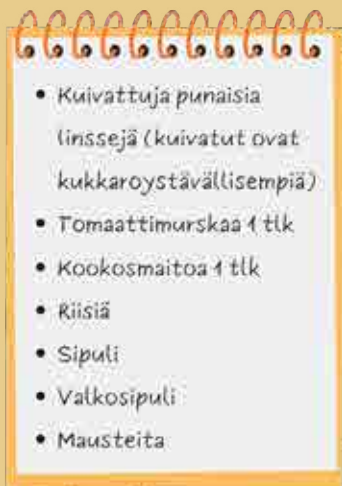 • Kuivattuja punaisia
linssejä (kuivatut ovat
kukkaroystävällisempiä)
• Tomaattimurskaa 1 tlk
• Kookosmaitoa 1 tlk
• Riisiä
• Sipuli
• Valkosipuli
• Mausteita